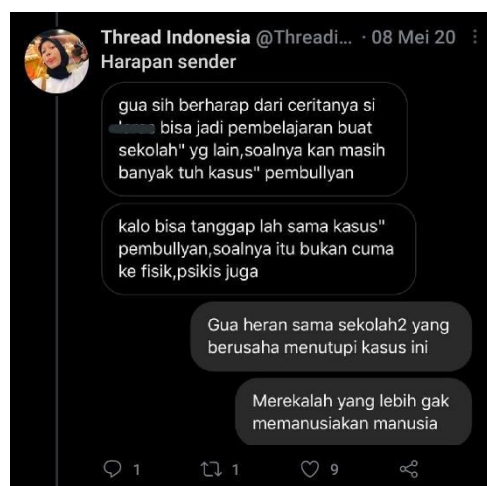 Thread Indonesia @Threadi... · 08 Mei 20
Harapan sender
gua sih berharap dari ceritanya si
bisa jadi pembelajaran buat
sekolah" yg lain,soalnya kan masih
banyak tuh kasus" pembullyan
kalo bisa tanggap lah sama kasus"
pembullyan,soalnya itu bukan cuma
ke fisik,psikis juga
Gua heran sama sekolah2 yang
berusaha menutupi kasus ini
Merekalah yang lebih gak
memanusiakan manusia
1 1 9